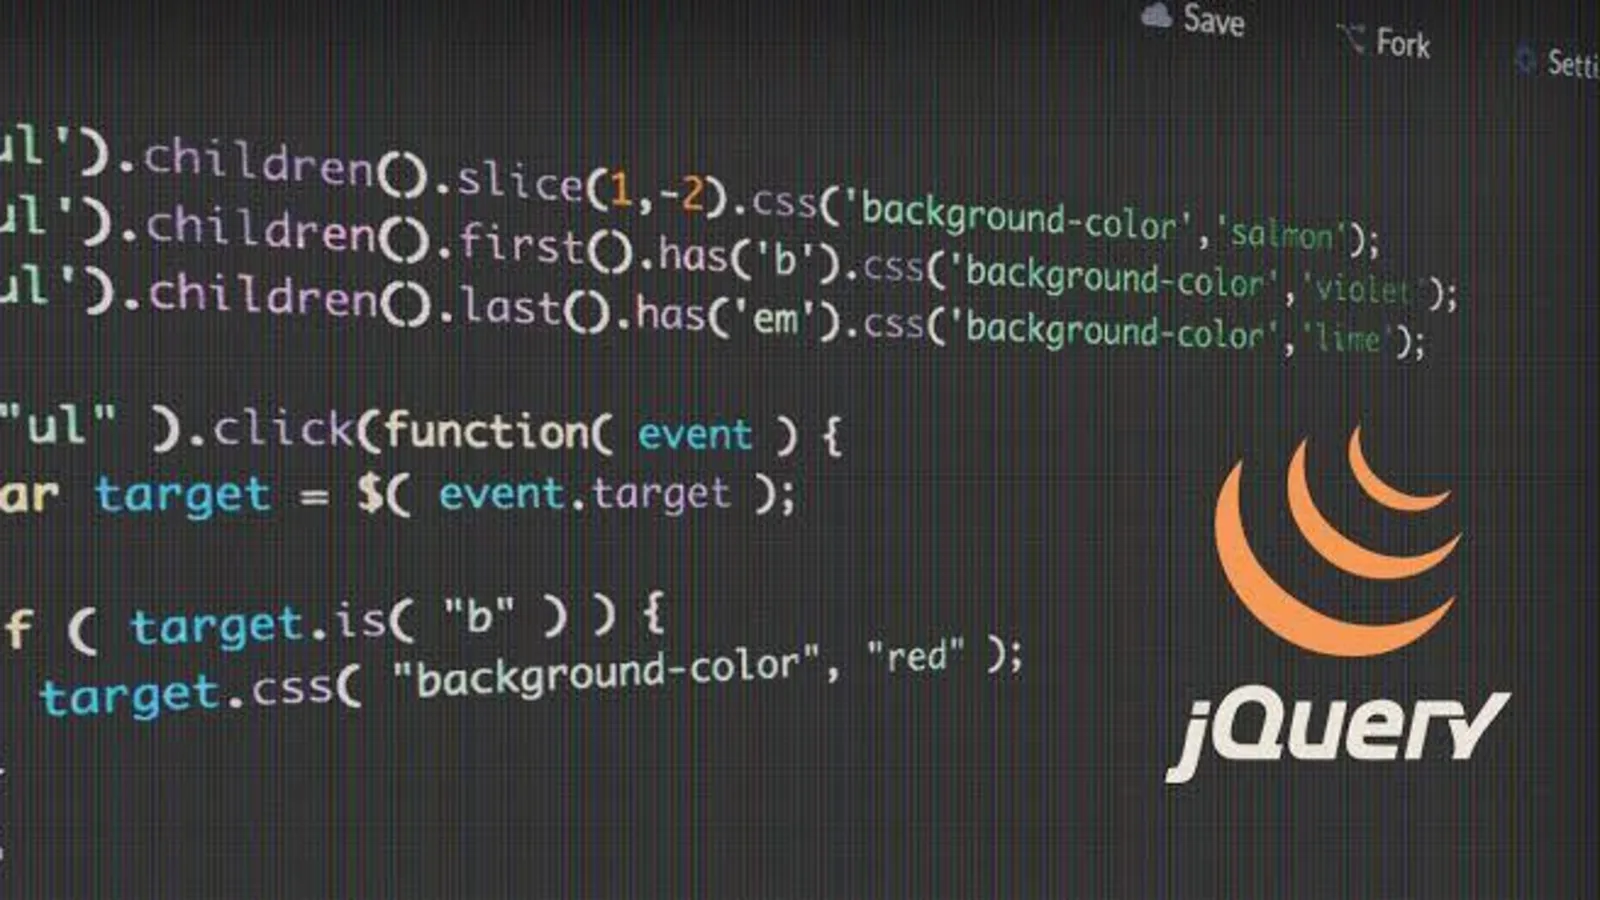 Save
Fork
Setti
ul').children().slice(1,-2).css('background-color','salmon');
ul').children().first().has('b').css('background-color','violet');
ul').children().last().has('em').css('background-color','lime');
"ul" ).click(function( event ) {
ar target = $( event.target );
f ( target.is( "b" ) ) {
target.css( "background-color", "red" );
jQuery